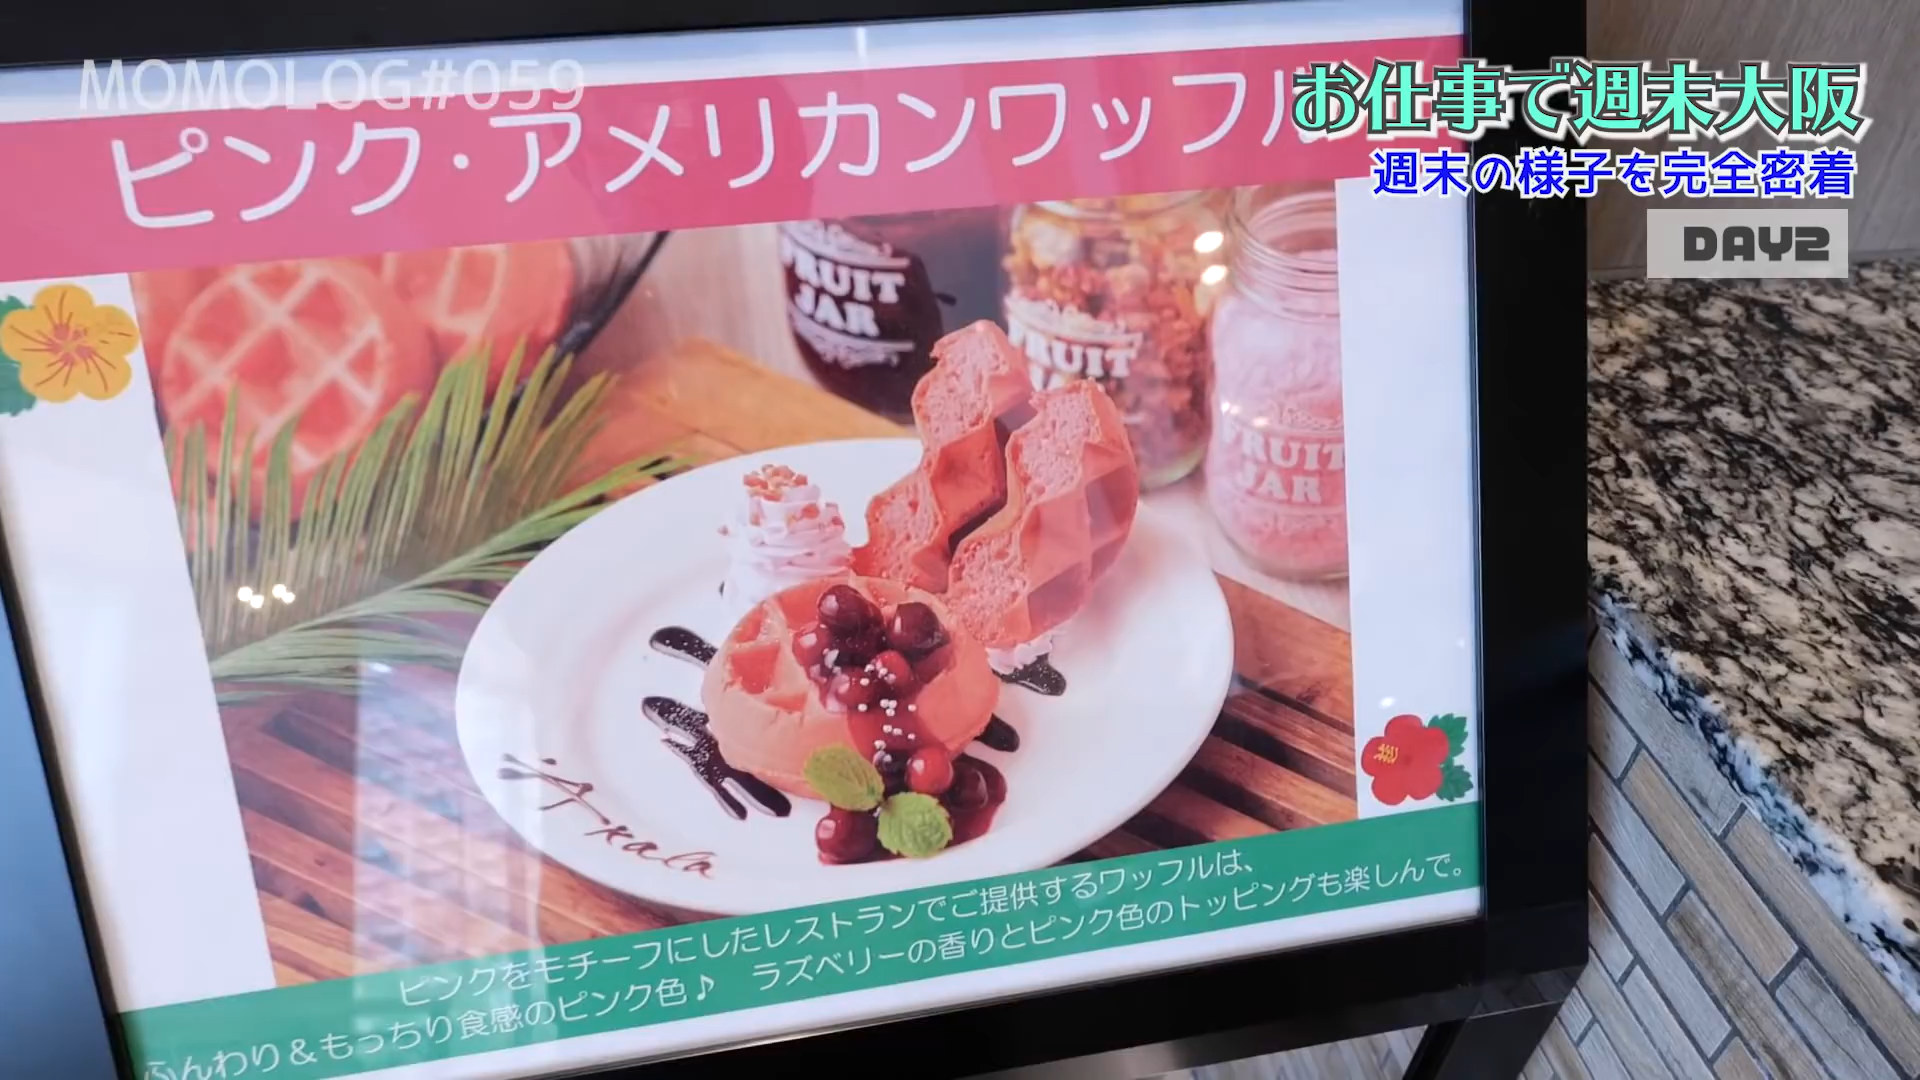 MOMOLOG#059
お仕事で週末大阪
週末の様子を完全密着
DAY2
ピンク・アメリカンワッフル
FRUIT
JAR
FRUIT
FRUIT
JAR
'Akala
ピンクをモチーフにしたレストランでご提供するワッフルは、
ふんわり&もっちり食感のピンク色♪ ラズベリーの香りとピンク色のトッピングも楽しんで。